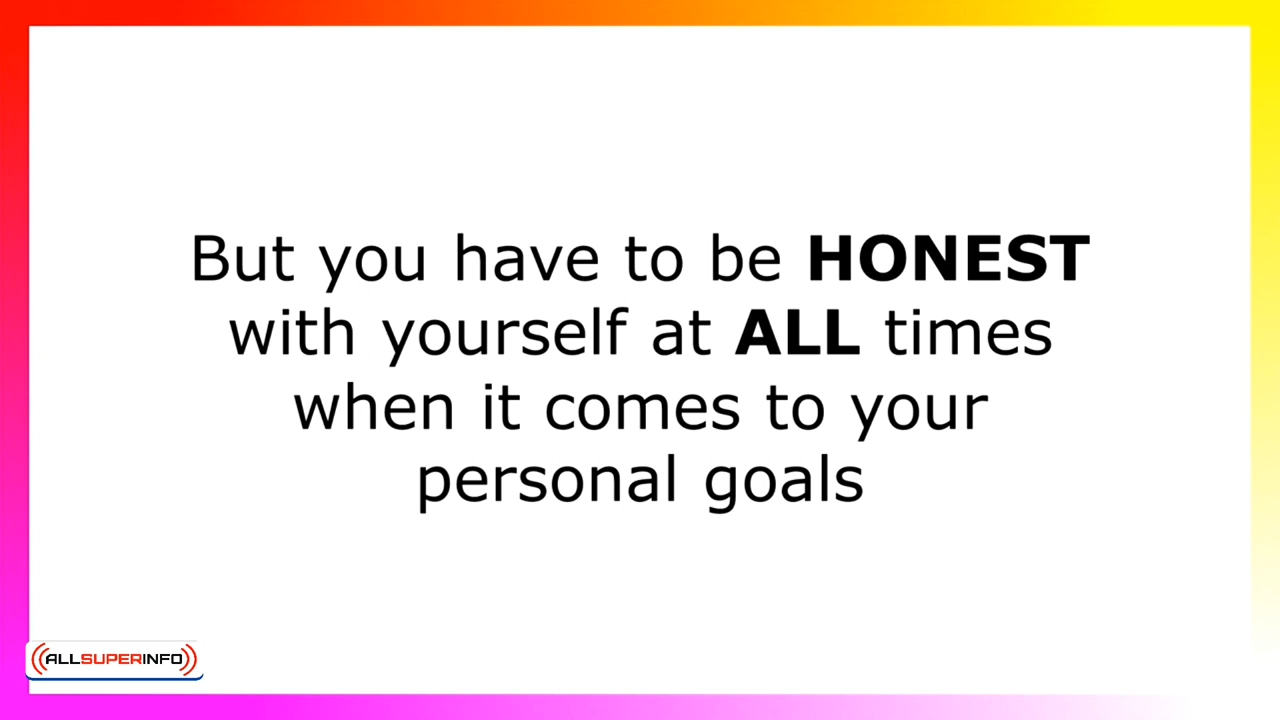 But you have to be HONEST
with yourself at ALL times
when it comes to your
personal goals
ALLSUPERINFO